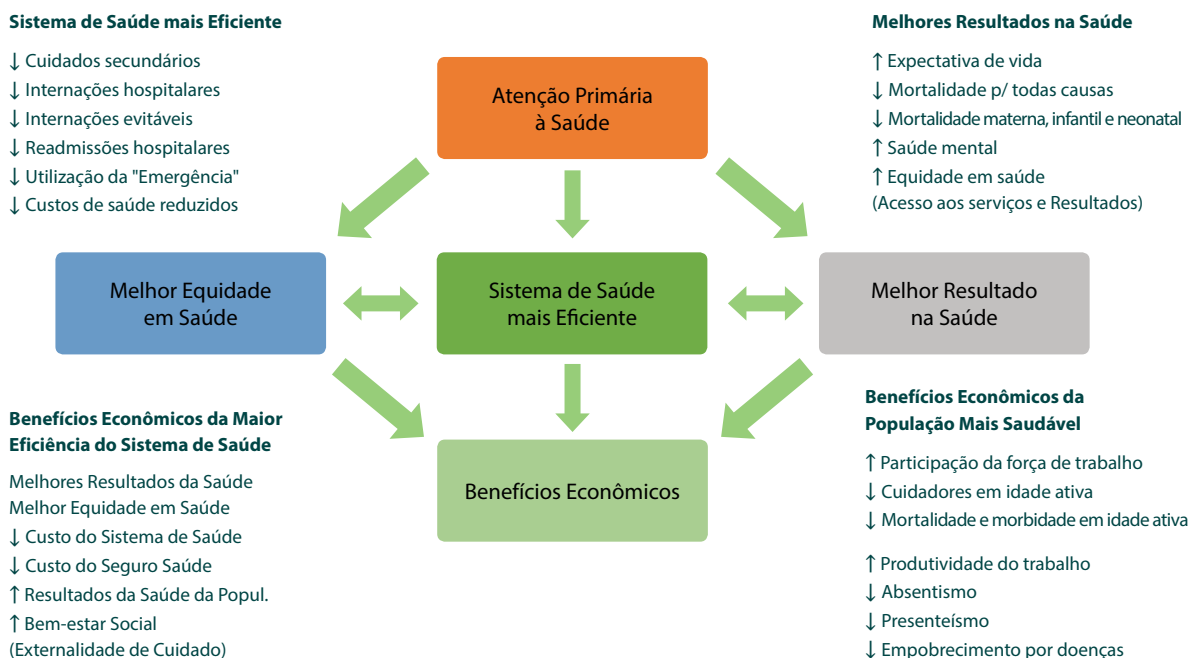 Sistema de Saúde mais Eficiente
↓ Cuidados secundários
↓ Internações hospitalares
↓ Internações evitáveis
↓ Readmissões hospitalares
↓ Utilização da "Emergência"
↓ Custos de saúde reduzidos
Atenção Primária
à Saúde
Melhores Resultados na Saúde
↑ Expectativa de vida
↓ Mortalidade p/ todas causas
↓ Mortalidade materna, infantil e neonatal
↑ Saúde mental
↑ Equidade em saúde
(Acesso aos serviços e Resultados)
Melhor Equidade
em Saúde
Sistema de Saúde
mais Eficiente
Melhor Resultado
na Saúde
Benefícios Econômicos da Maior
Eficiência do Sistema de Saúde
Melhores Resultados da Saúde
Melhor Equidade em Saúde
↓ Custo do Sistema de Saúde
↓ Custo do Seguro Saúde
↑ Resultados da Saúde da Popul.
↑ Bem-estar Social
(Externalidade de Cuidado)
Benefícios Econômicos
Benefícios Econômicos da
População Mais Saudável
↑ Participação da força de trabalho
↓ Cuidadores em idade ativa
↓ Mortalidade e morbidade em idade ativa
↑ Produtividade do trabalho
↓ Absentismo
↓ Presenteísmo
↓ Empobrecimento por doenças